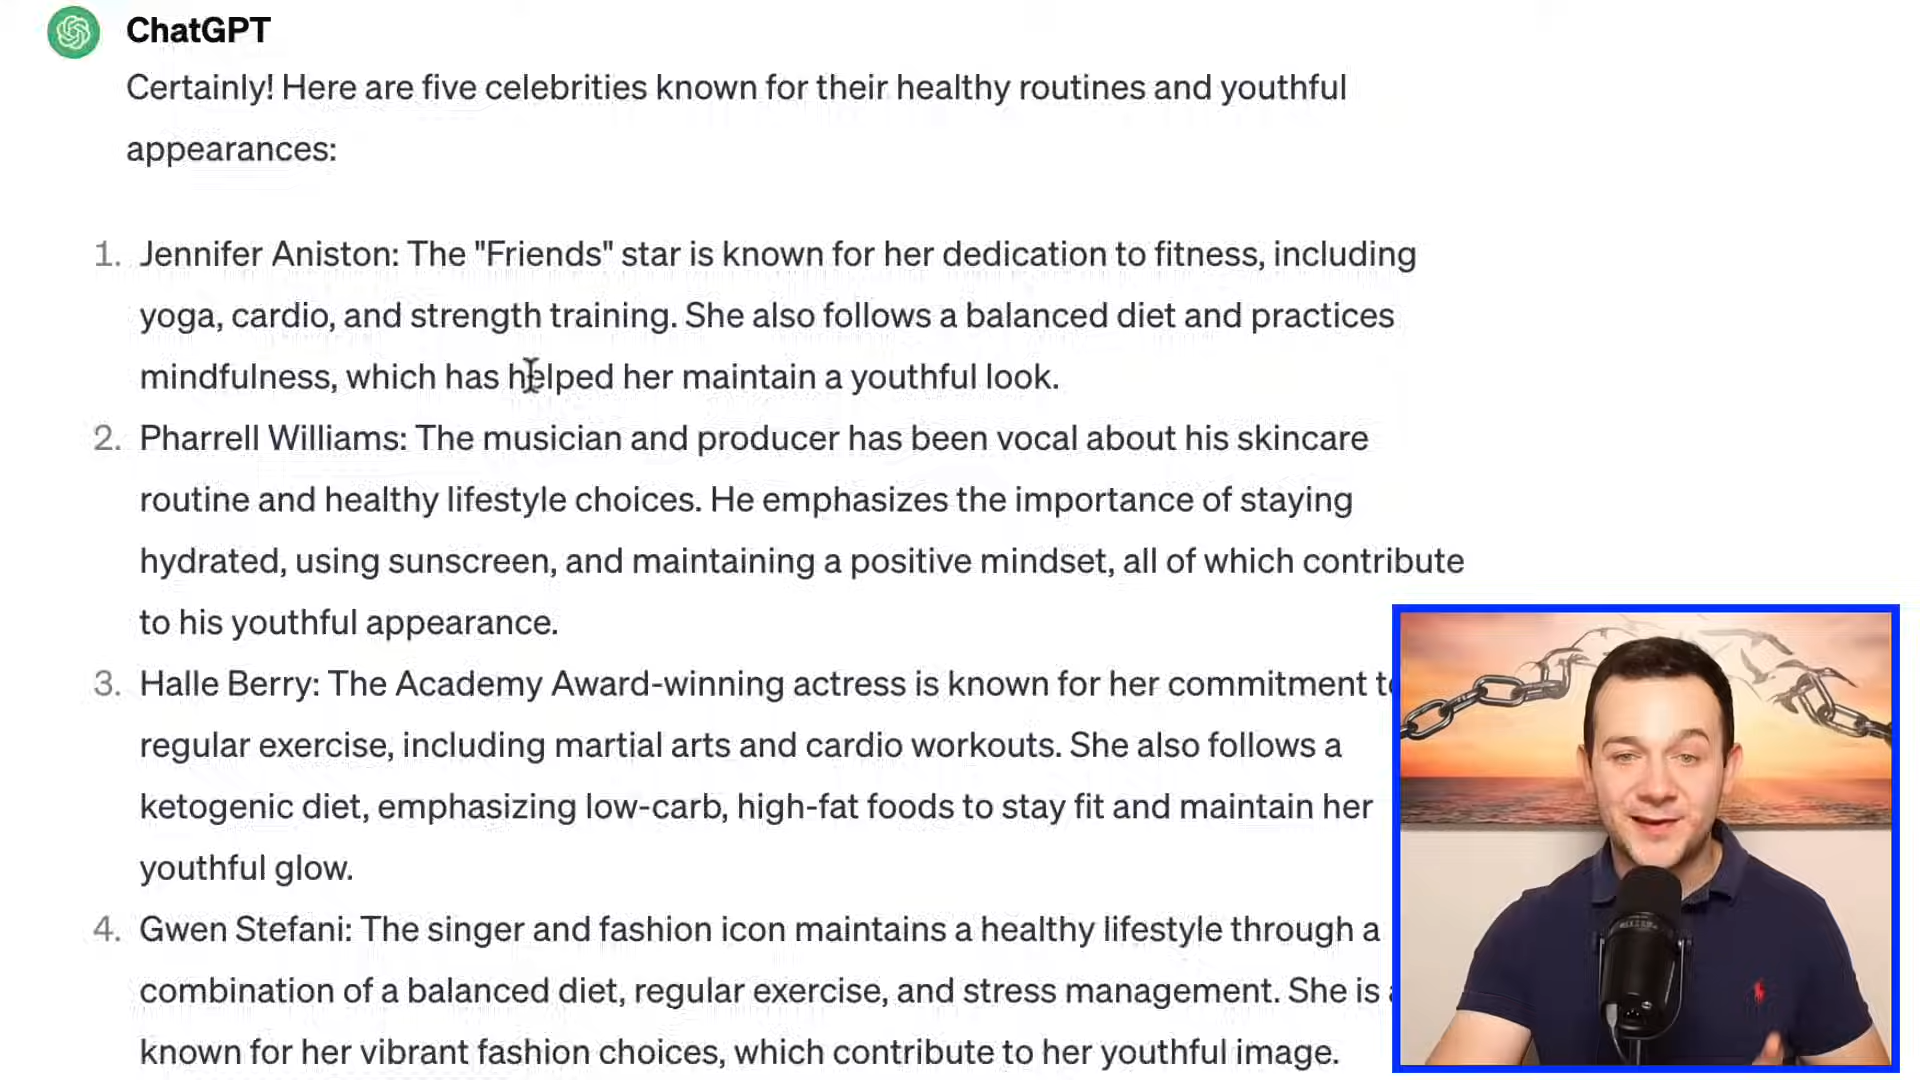 ChatGPT
Certainly! Here are five celebrities known for their healthy routines and youthful
appearances:
1. Jennifer Aniston: The "Friends" star is known for her dedication to fitness, including
yoga, cardio, and strength training. She also follows a balanced diet and practices
mindfulness, which has helped her maintain a youthful look.
2. Pharrell Williams: The musician and producer has been vocal about his skincare
routine and healthy lifestyle choices. He emphasizes the importance of staying
hydrated, using sunscreen, and maintaining a positive mindset, all of which contribute
to his youthful appearance.
3. Halle Berry: The Academy Award-winning actress is known for her commitment
regular exercise, including martial arts and cardio workouts. She also follows a
ketogenic diet, emphasizing low-carb, high-fat foods to stay fit and maintain her
youthful glow.
4. Gwen Stefani: The singer and fashion icon maintains a healthy lifestyle through a
combination of a balanced diet, regular exercise, and stress management. She is
known for her vibrant fashion choices, which contribute to her youthful image.